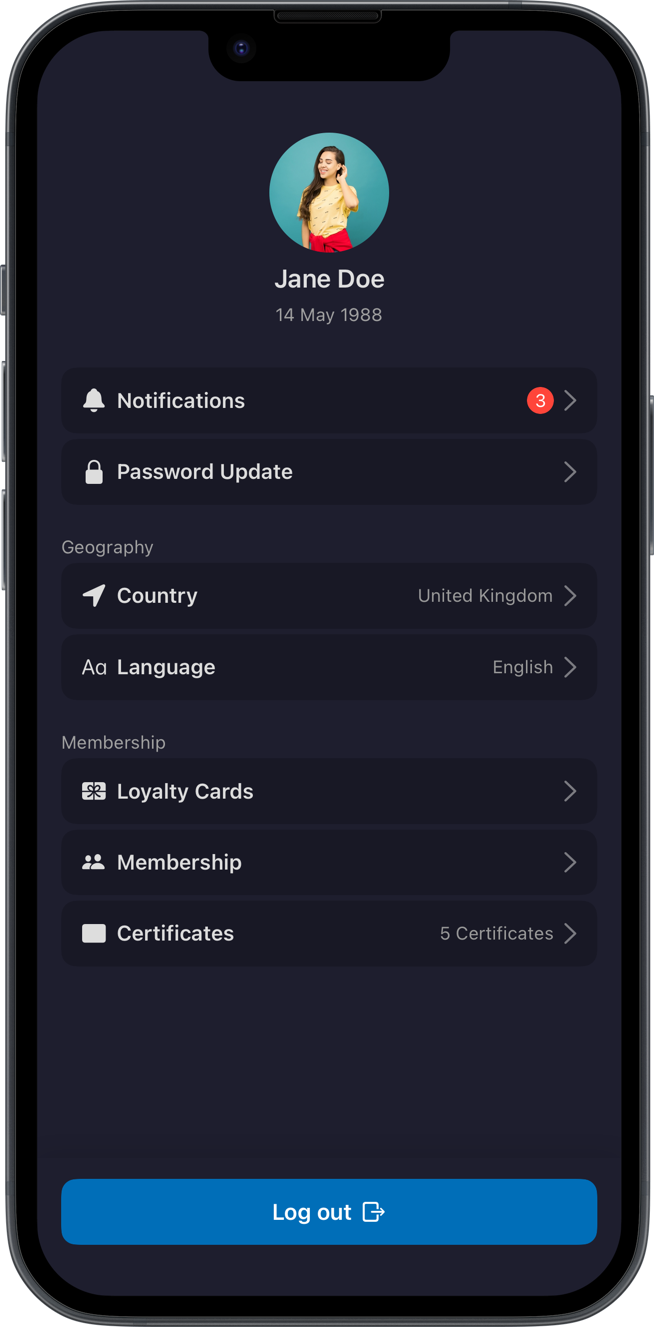 Jane Doe
14 May 1988
Notifications 3
Password Update
Geography
Country United Kingdom
Aa Language English
Membership
Loyalty Cards
Membership
Certificates 5 Certificates
Log out